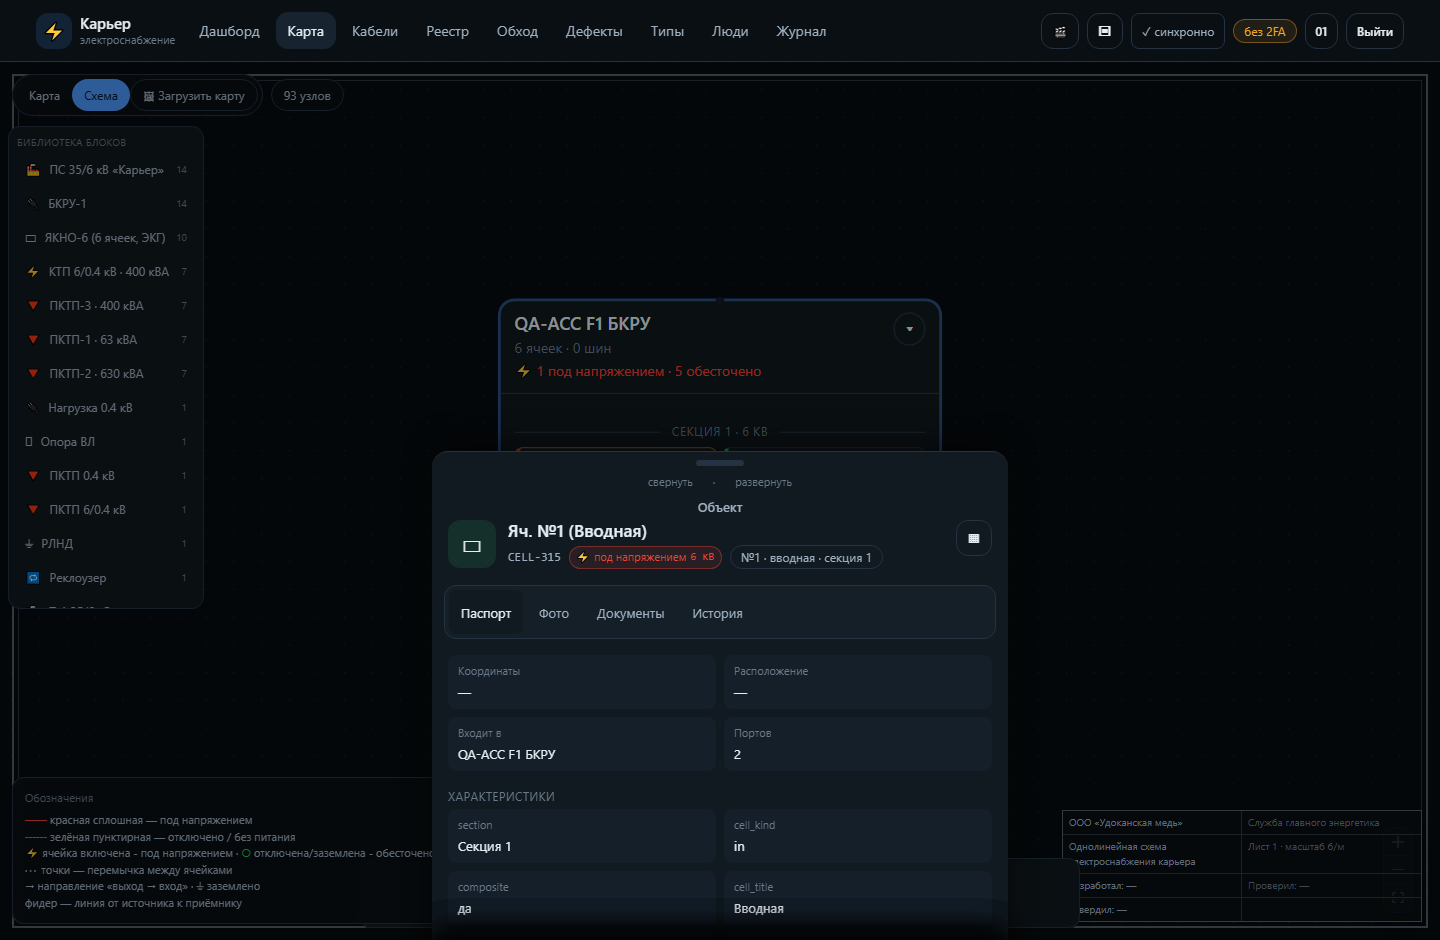 Карьер
электроснабжение
Дашборд
Карта
Кабели
Реестр
Обход
Дефекты
Типы
Люди
Журнал
✓ синхронно
без 2FA
01
Выйти
Карта
Схема
Загрузить карту
93 узлов
БИБЛИОТЕКА БЛОКОВ
ПС 35/6 кВ «Карьер» 14
БКРУ-1 14
ЯКНО-6 (6 ячеек, ЭКГ) 10
КТП 6/0.4 кВ · 400 кВА 7
ПКТП-3 · 400 кВА 7
ПКТП-1 · 63 кВА 7
ПКТП-2 · 630 кВА 7
Нагрузка 0.4 кВ 1
Опора ВЛ 1
ПКТП 0.4 кВ 1
ПКТП 6/0.4 кВ 1
РЛНД 1
Реклоузер 1
QA-ACC F1 БКРУ
6 ячеек · 0 шин
⚡ 1 под напряжением · 5 обесточено
СЕКЦИЯ 1 · 6 КВ
свернуть · развернуть
Объект
Яч. №1 (Вводная)
CELL-315
⚡ под напряжением 6 КВ
№1 · вводная · секция 1
Паспорт
Фото
Документы
История
Координаты
—
Расположение
—
Входит в
QA-ACC F1 БКРУ
Портов
2
ХАРАКТЕРИСТИКИ
section
Секция 1
cell_kind
in
composite
да
cell_title
Вводная
Обозначения
красная сплошная — под напряжением
зелёная пунктирная — отключено / без питания
⚡ ячейка включена - под напряжением · отключена/заземлена - обесточено
··· точки — перемычка между ячейками
→ направление «выход → вход» · ⏚ заземлено
фидер — линия от источника к приёмнику
ООО «Удоканская медь»
Служба главного энергетика
Однолинейная схема
электроснабжения карьера
Лист 1 · масштаб б/м
зработал: —
Проверил: —
вердил: —